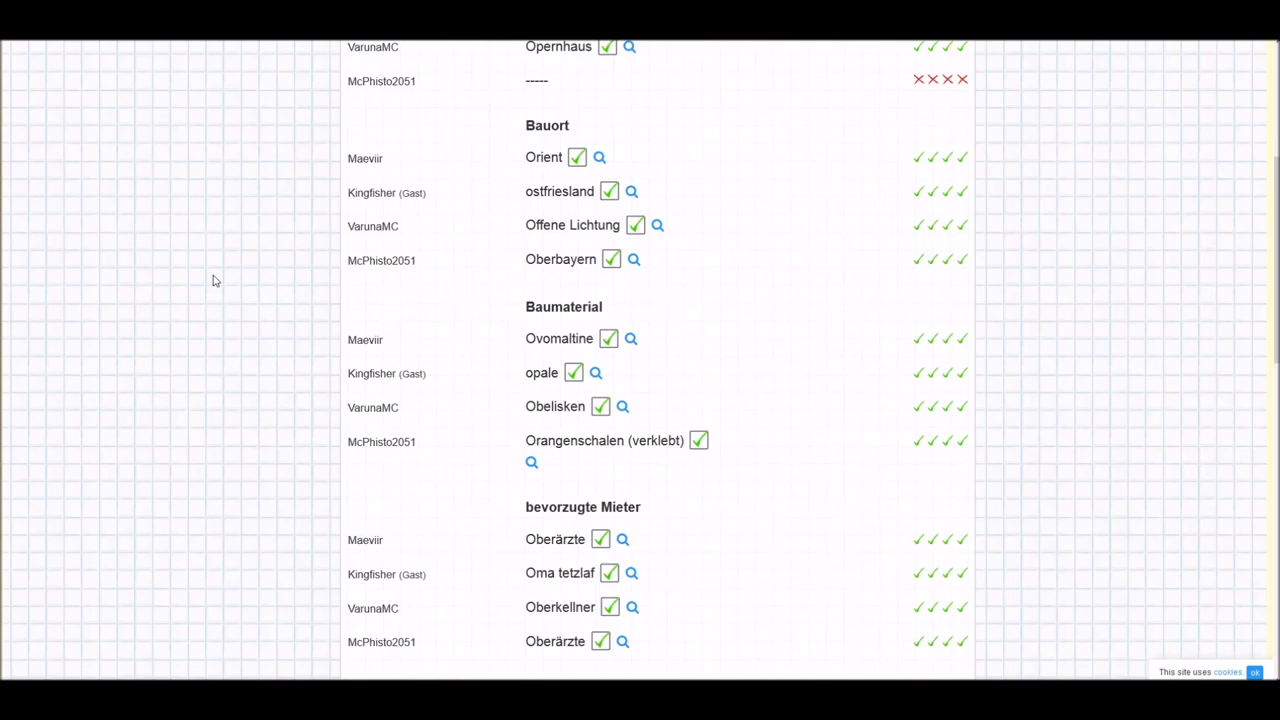 VarunaMC Opernhaus
McPhisto2051 -----
Bauort
Maeviir Orient
Kingfisher (Gast) ostfriesland
VarunaMC Offene Lichtung
McPhisto2051 Oberbayern
Baumaterial
Maeviir Ovomaltine
Kingfisher (Gast) opale
VarunaMC Obelisken
McPhisto2051 Orangenschalen (verklebt)
bevorzugte Mieter
Maeviir Oberärzte
Kingfisher (Gast) Oma tetzlaf
VarunaMC Oberkellner
McPhisto2051 Oberärzte
This site uses cookies. ok